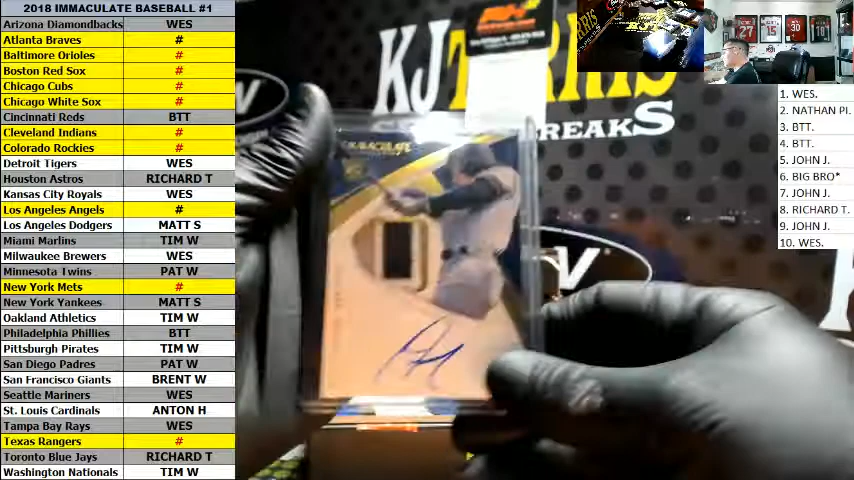 2018 IMMACULATE BASEBALL #1
Arizona Diamondbacks WES
Atlanta Braves #
Baltimore Orioles #
Boston Red Sox #
Chicago Cubs #
Chicago White Sox #
Cincinnati Reds BTT
Cleveland Indians #
Colorado Rockies #
Detroit Tigers WES
Houston Astros RICHARD T
Kansas City Royals WES
Los Angeles Angels #
Los Angeles Dodgers MATT S
Miami Marlins TIM W
Milwaukee Brewers WES
Minnesota Twins PAT W
New York Mets #
New York Yankees MATT S
Oakland Athletics TIM W
Philadelphia Phillies BTT
Pittsburgh Pirates TIM W
San Diego Padres PAT W
San Francisco Giants BRENT W
Seattle Mariners WES
St. Louis Cardinals ANTON H
Tampa Bay Rays WES
Texas Rangers #
Toronto Blue Jays RICHARD T
Washington Nationals TIM W
KJ
REAKS
IMMACULATE
1. WES.
2. NATHAN PI.
3. BTT.
4. BTT.
5. JOHN J.
6. BIG BRO*
7. JOHN J.
8. RICHARD T.
9. JOHN J.
10. WES.